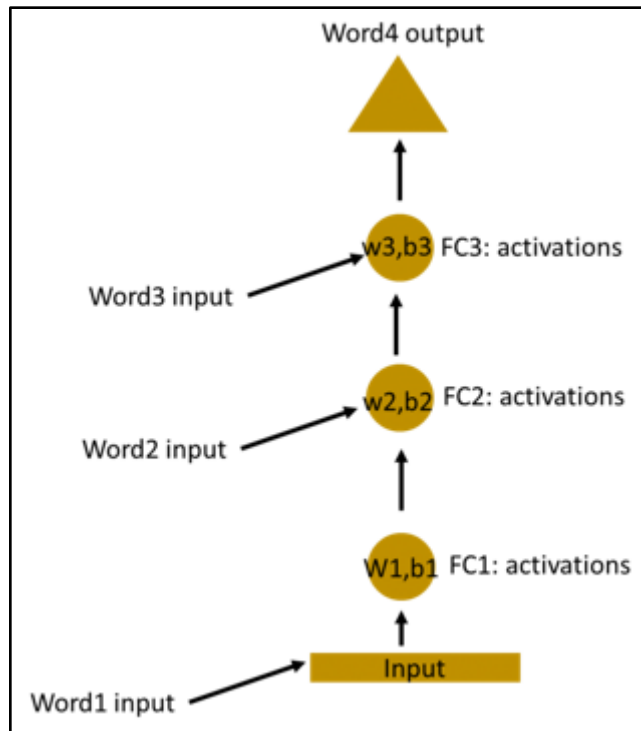 Word4 output
w3,b3 FC3: activations
Word3 input
w2,b2 FC2: activations
Word2 input
W1,b1 FC1: activations
Input
Word1 input